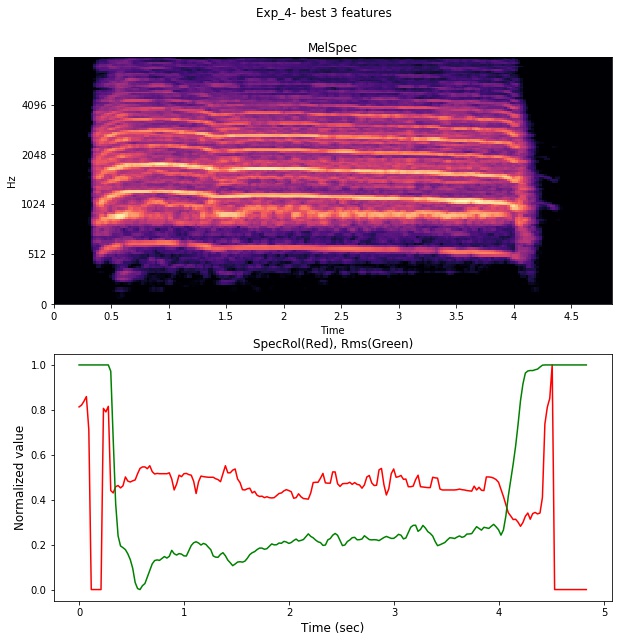 Exp_4- best 3 features
MelSpec
4096
2048
1024
512
0
Hz
0 0.5 1 1.5 2 2.5 3 3.5 4 4.5
Time
SpecRol(Red), Rms(Green)
1.0
0.8
0.6
0.4
0.2
0.0
Normalized value
0 1 2 3 4 5
Time (sec)